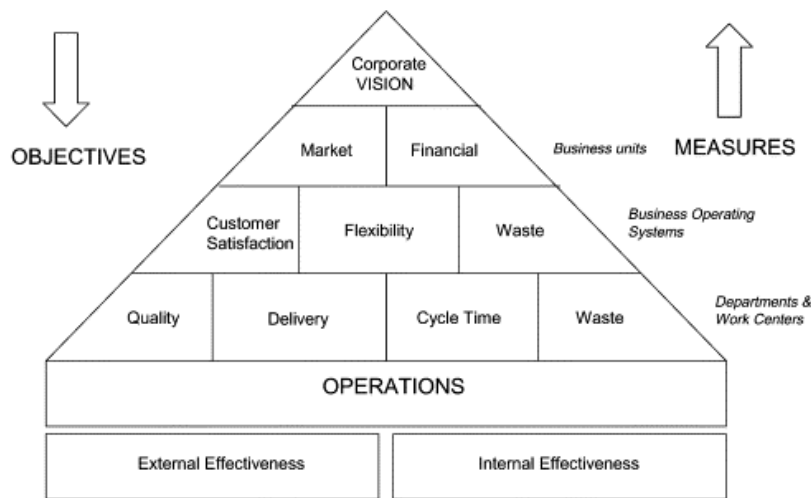 Corporate
VISION
OBJECTIVES
Market
Financial
Business units
MEASURES
Customer
Satisfaction
Flexibility
Waste
Business Operating
Systems
Quality
Delivery
Cycle Time
Waste
Departments &
Work Centers
OPERATIONS
External Effectiveness
Internal Effectiveness